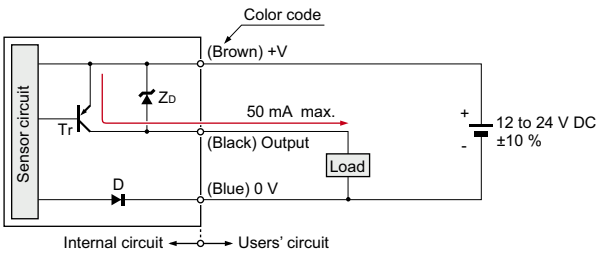 Color code
(Brown) +V
Sensor circuit
Tr
ZD
50 mA max.
(Black) Output
Load
+
-
12 to 24 V DC
±10 %
D
(Blue) 0 V
Internal circuit
Users' circuit